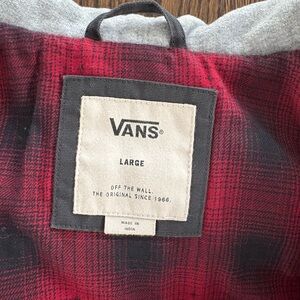 VANS®
LARGE
OFF THE WALL.
THE ORIGINAL SINCE 1966.
MADE IN
INDIA